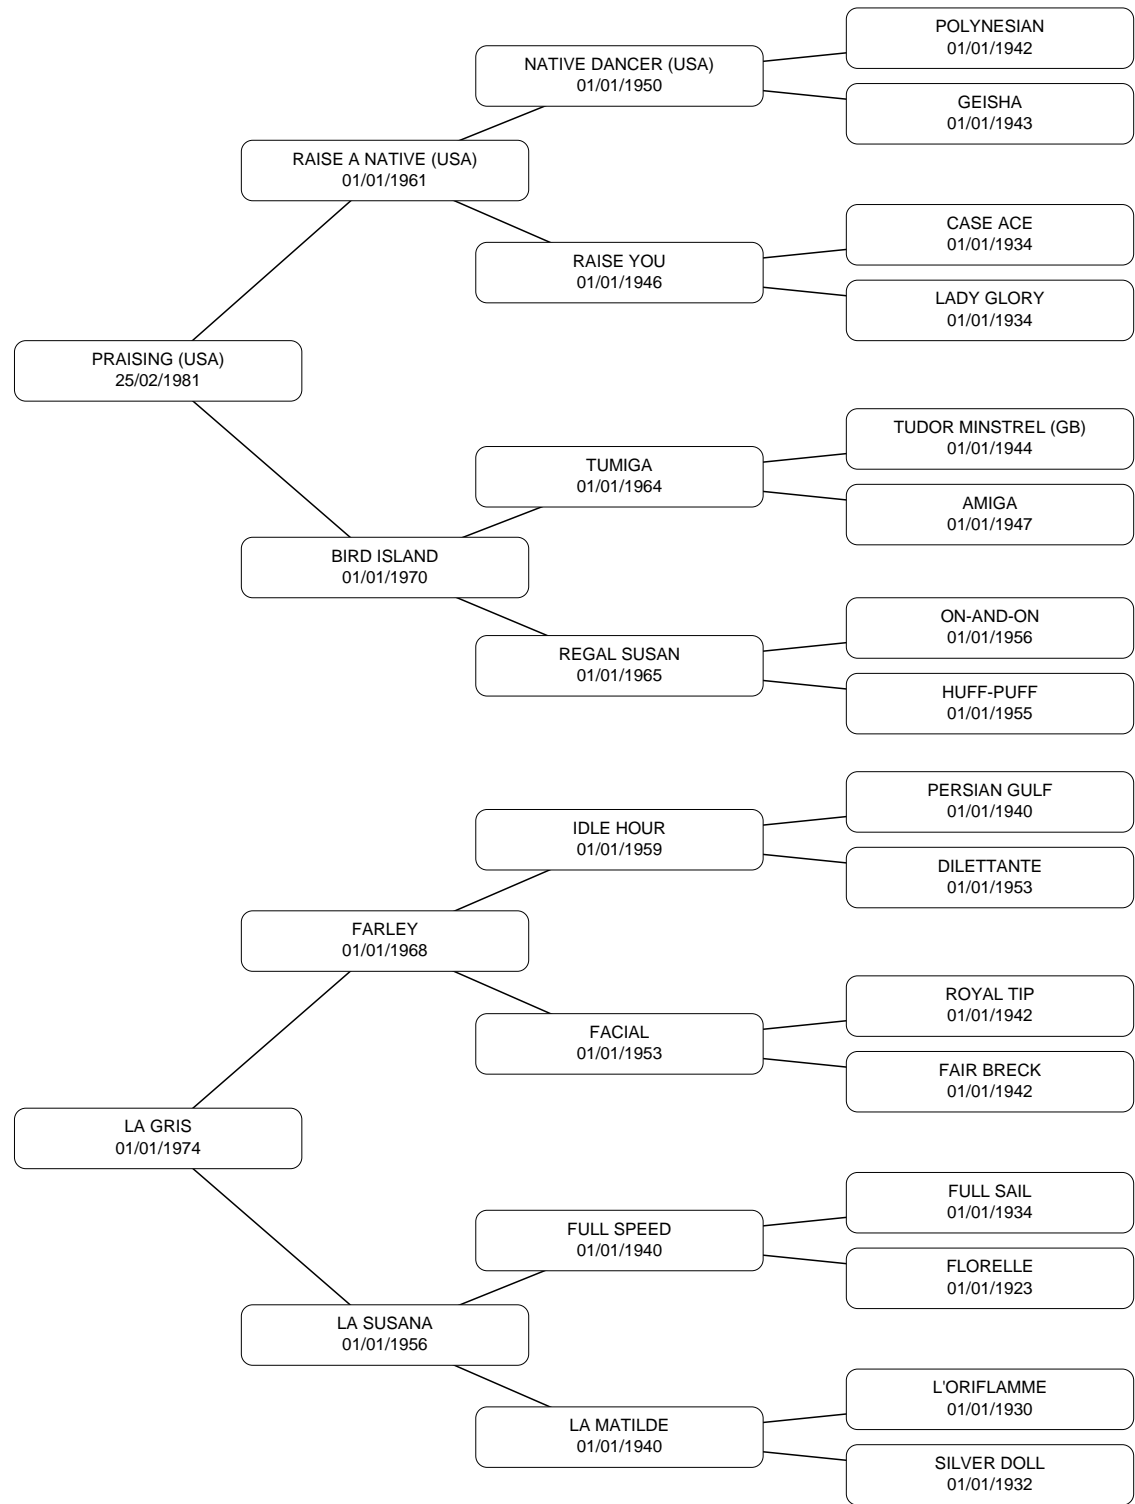 POLYNESIAN
01/01/1942
NATIVE DANCER (USA)
01/01/1950
GEISHA
01/01/1943
RAISE A NATIVE (USA)
01/01/1961
CASE ACE
01/01/1934
RAISE YOU
01/01/1946
LADY GLORY
01/01/1934
PRAISING (USA)
25/02/1981
TUDOR MINSTREL (GB)
01/01/1944
TUMIGA
01/01/1964
AMIGA
01/01/1947
BIRD ISLAND
01/01/1970
ON-AND-ON
01/01/1956
REGAL SUSAN
01/01/1965
HUFF-PUFF
01/01/1955
PERSIAN GULF
01/01/1940
IDLE HOUR
01/01/1959
DILETTANTE
01/01/1953
FARLEY
01/01/1968
ROYAL TIP
01/01/1942
FACIAL
01/01/1953
FAIR BRECK
01/01/1942
LA GRIS
01/01/1974
FULL SAIL
01/01/1934
FULL SPEED
01/01/1940
FLORELLE
01/01/1923
LA SUSANA
01/01/1956
L'ORIFLAMME
01/01/1930
LA MATILDE
01/01/1940
SILVER DOLL
01/01/1932